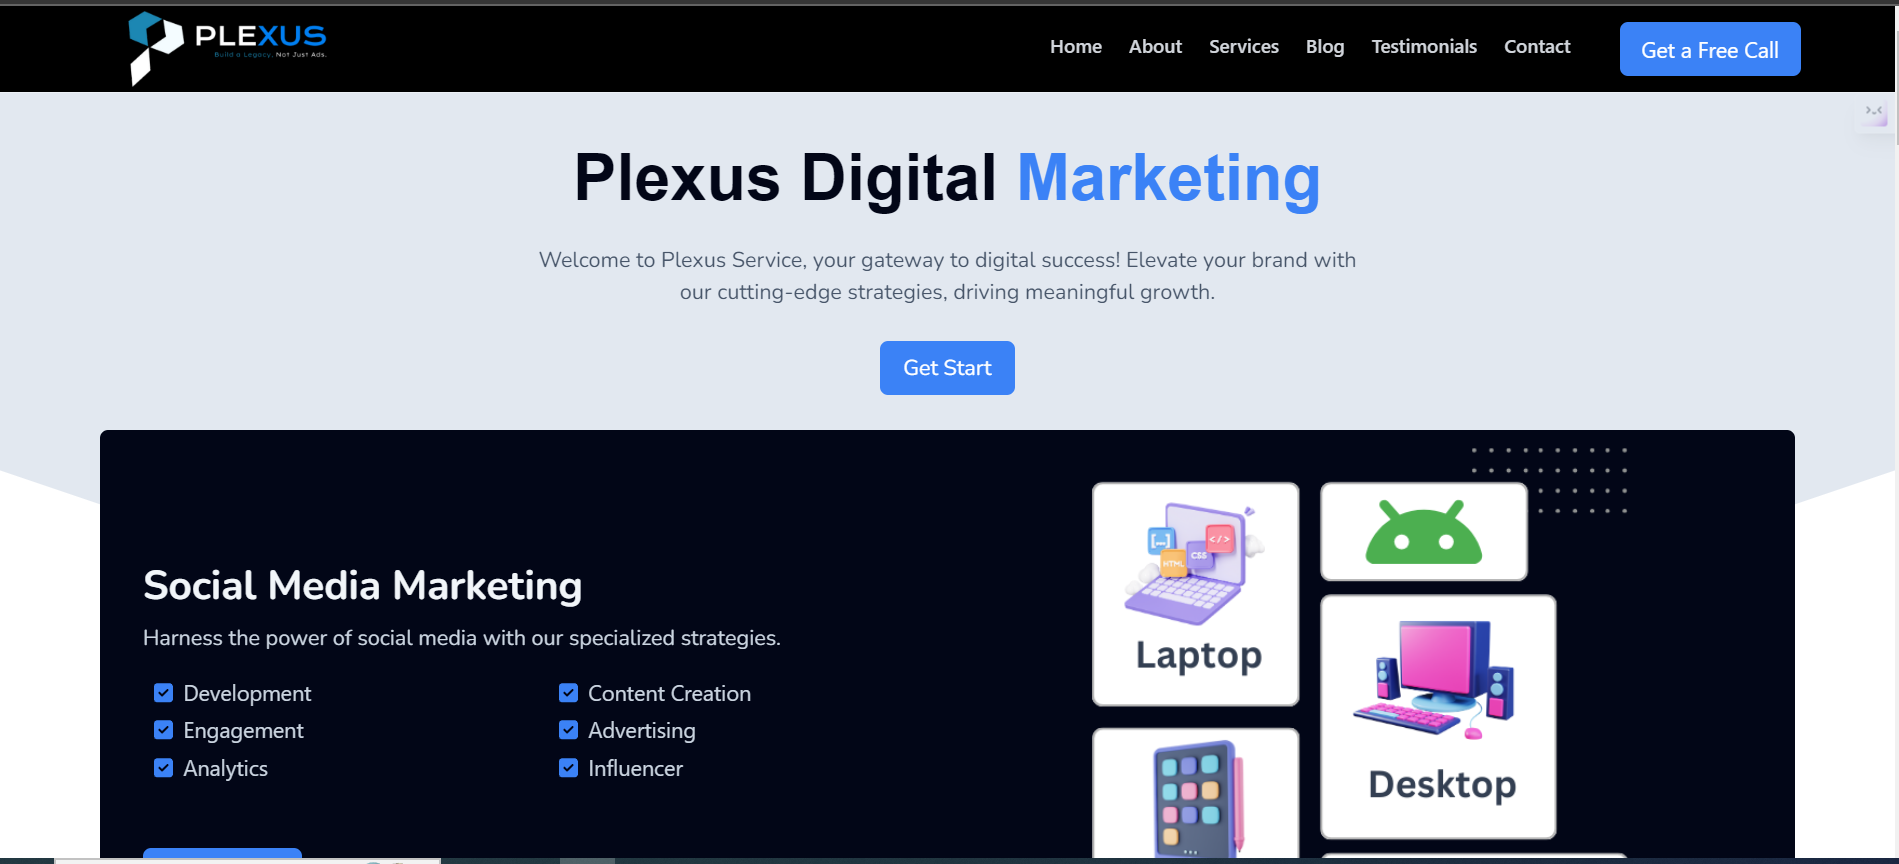 PLEXUS
Build a Legacy. Not Just Ads.
Home About Services Blog Testimonials Contact
Get a Free Call
Plexus Digital Marketing
Welcome to Plexus Service, your gateway to digital success! Elevate your brand with
our cutting-edge strategies, driving meaningful growth.
Get Start
Social Media Marketing
Harness the power of social media with our specialized strategies.
Development
Content Creation
Engagement
Advertising
Analytics
Influencer
[...]
</>
HTML
CSS
Laptop
Desktop